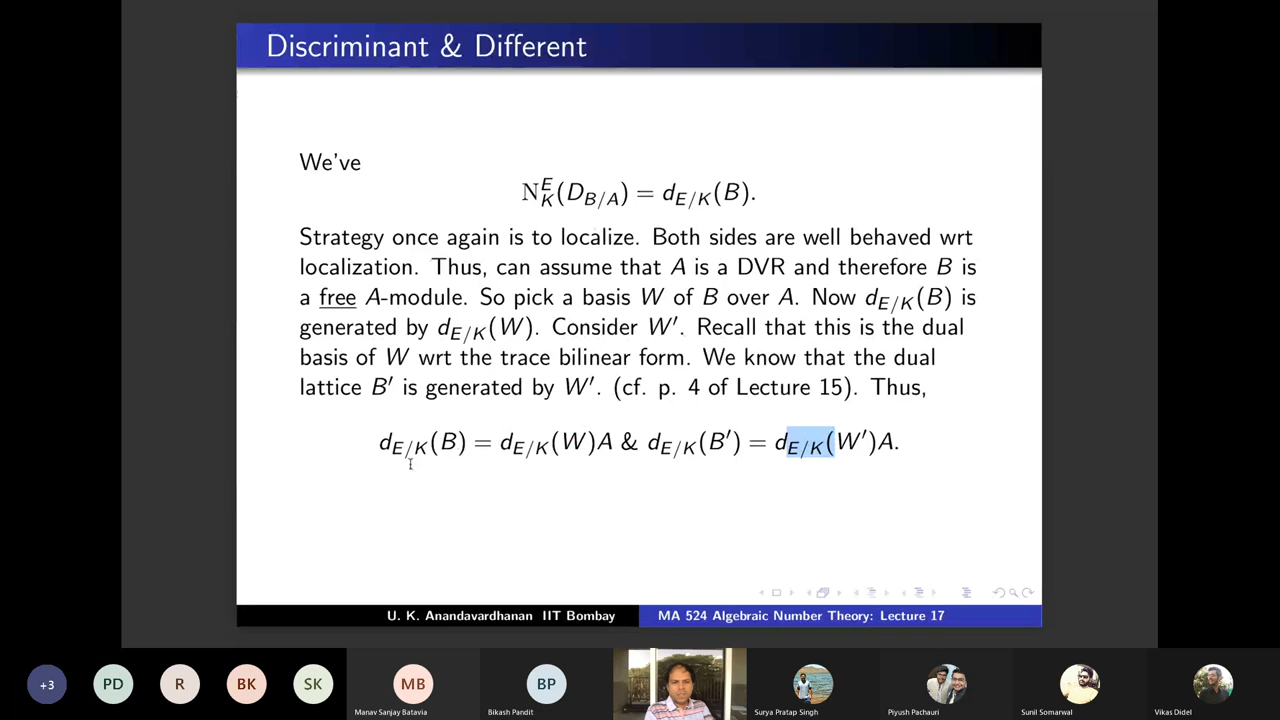 Discriminant & Different
We've
N^E_K(D_{B/A}) = d_{E/K}(B).
Strategy once again is to localize. Both sides are well behaved wrt
localization. Thus, can assume that A is a DVR and therefore B is
a free A-module. So pick a basis W of B over A. Now d_{E/K}(B) is
generated by d_{E/K}(W). Consider W′. Recall that this is the dual
basis of W wrt the trace bilinear form. We know that the dual
lattice B′ is generated by W′. (cf. p. 4 of Lecture 15). Thus,
d_{E/K}(B) = d_{E/K}(W)A & d_{E/K}(B′) = d_{E/K}(W′)A.
U. K. Anandavardhanan IIT Bombay MA 524 Algebraic Number Theory: Lecture 17
+3 PD R BK SK MB BP
Manav Sanjay Batavia Bikash Pandit Surya Pratap Singh Piyush Pachauri Sunil Somarwal Vikas Didel